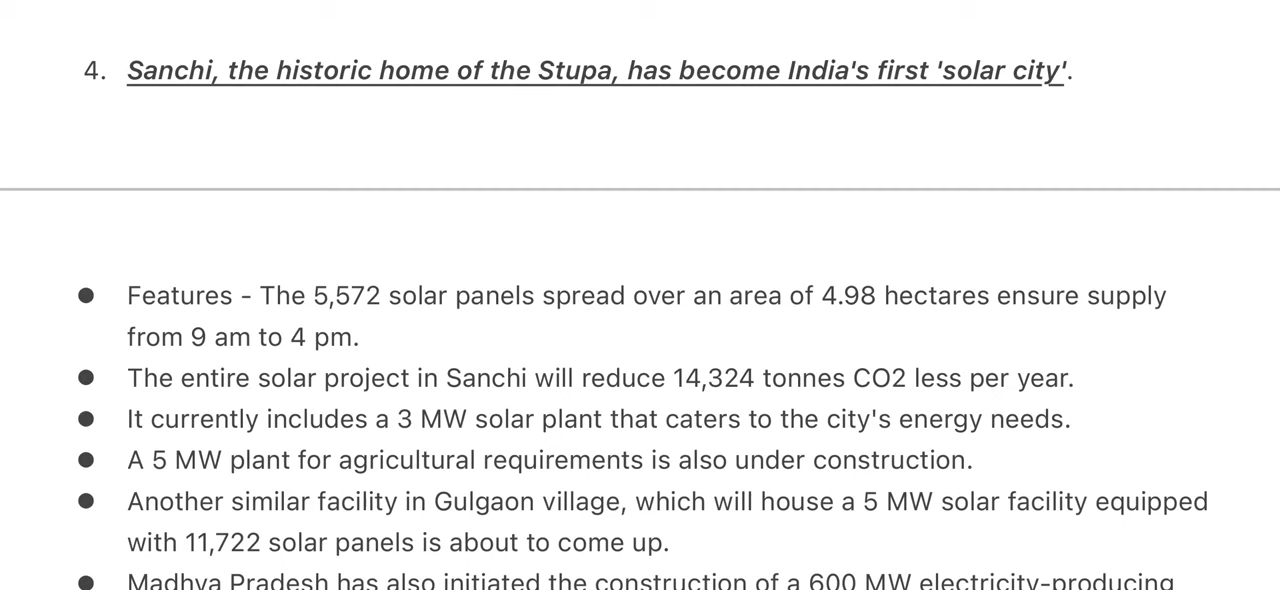 4. Sanchi, the historic home of the Stupa, has become India's first 'solar city'.
● Features - The 5,572 solar panels spread over an area of 4.98 hectares ensure supply
from 9 am to 4 pm.
● The entire solar project in Sanchi will reduce 14,324 tonnes CO2 less per year.
● It currently includes a 3 MW solar plant that caters to the city's energy needs.
● A 5 MW plant for agricultural requirements is also under construction.
● Another similar facility in Gulgaon village, which will house a 5 MW solar facility equipped
with 11,722 solar panels is about to come up.
● Madhya Pradesh has also initiated the construction of a 600 MW electricity-producing